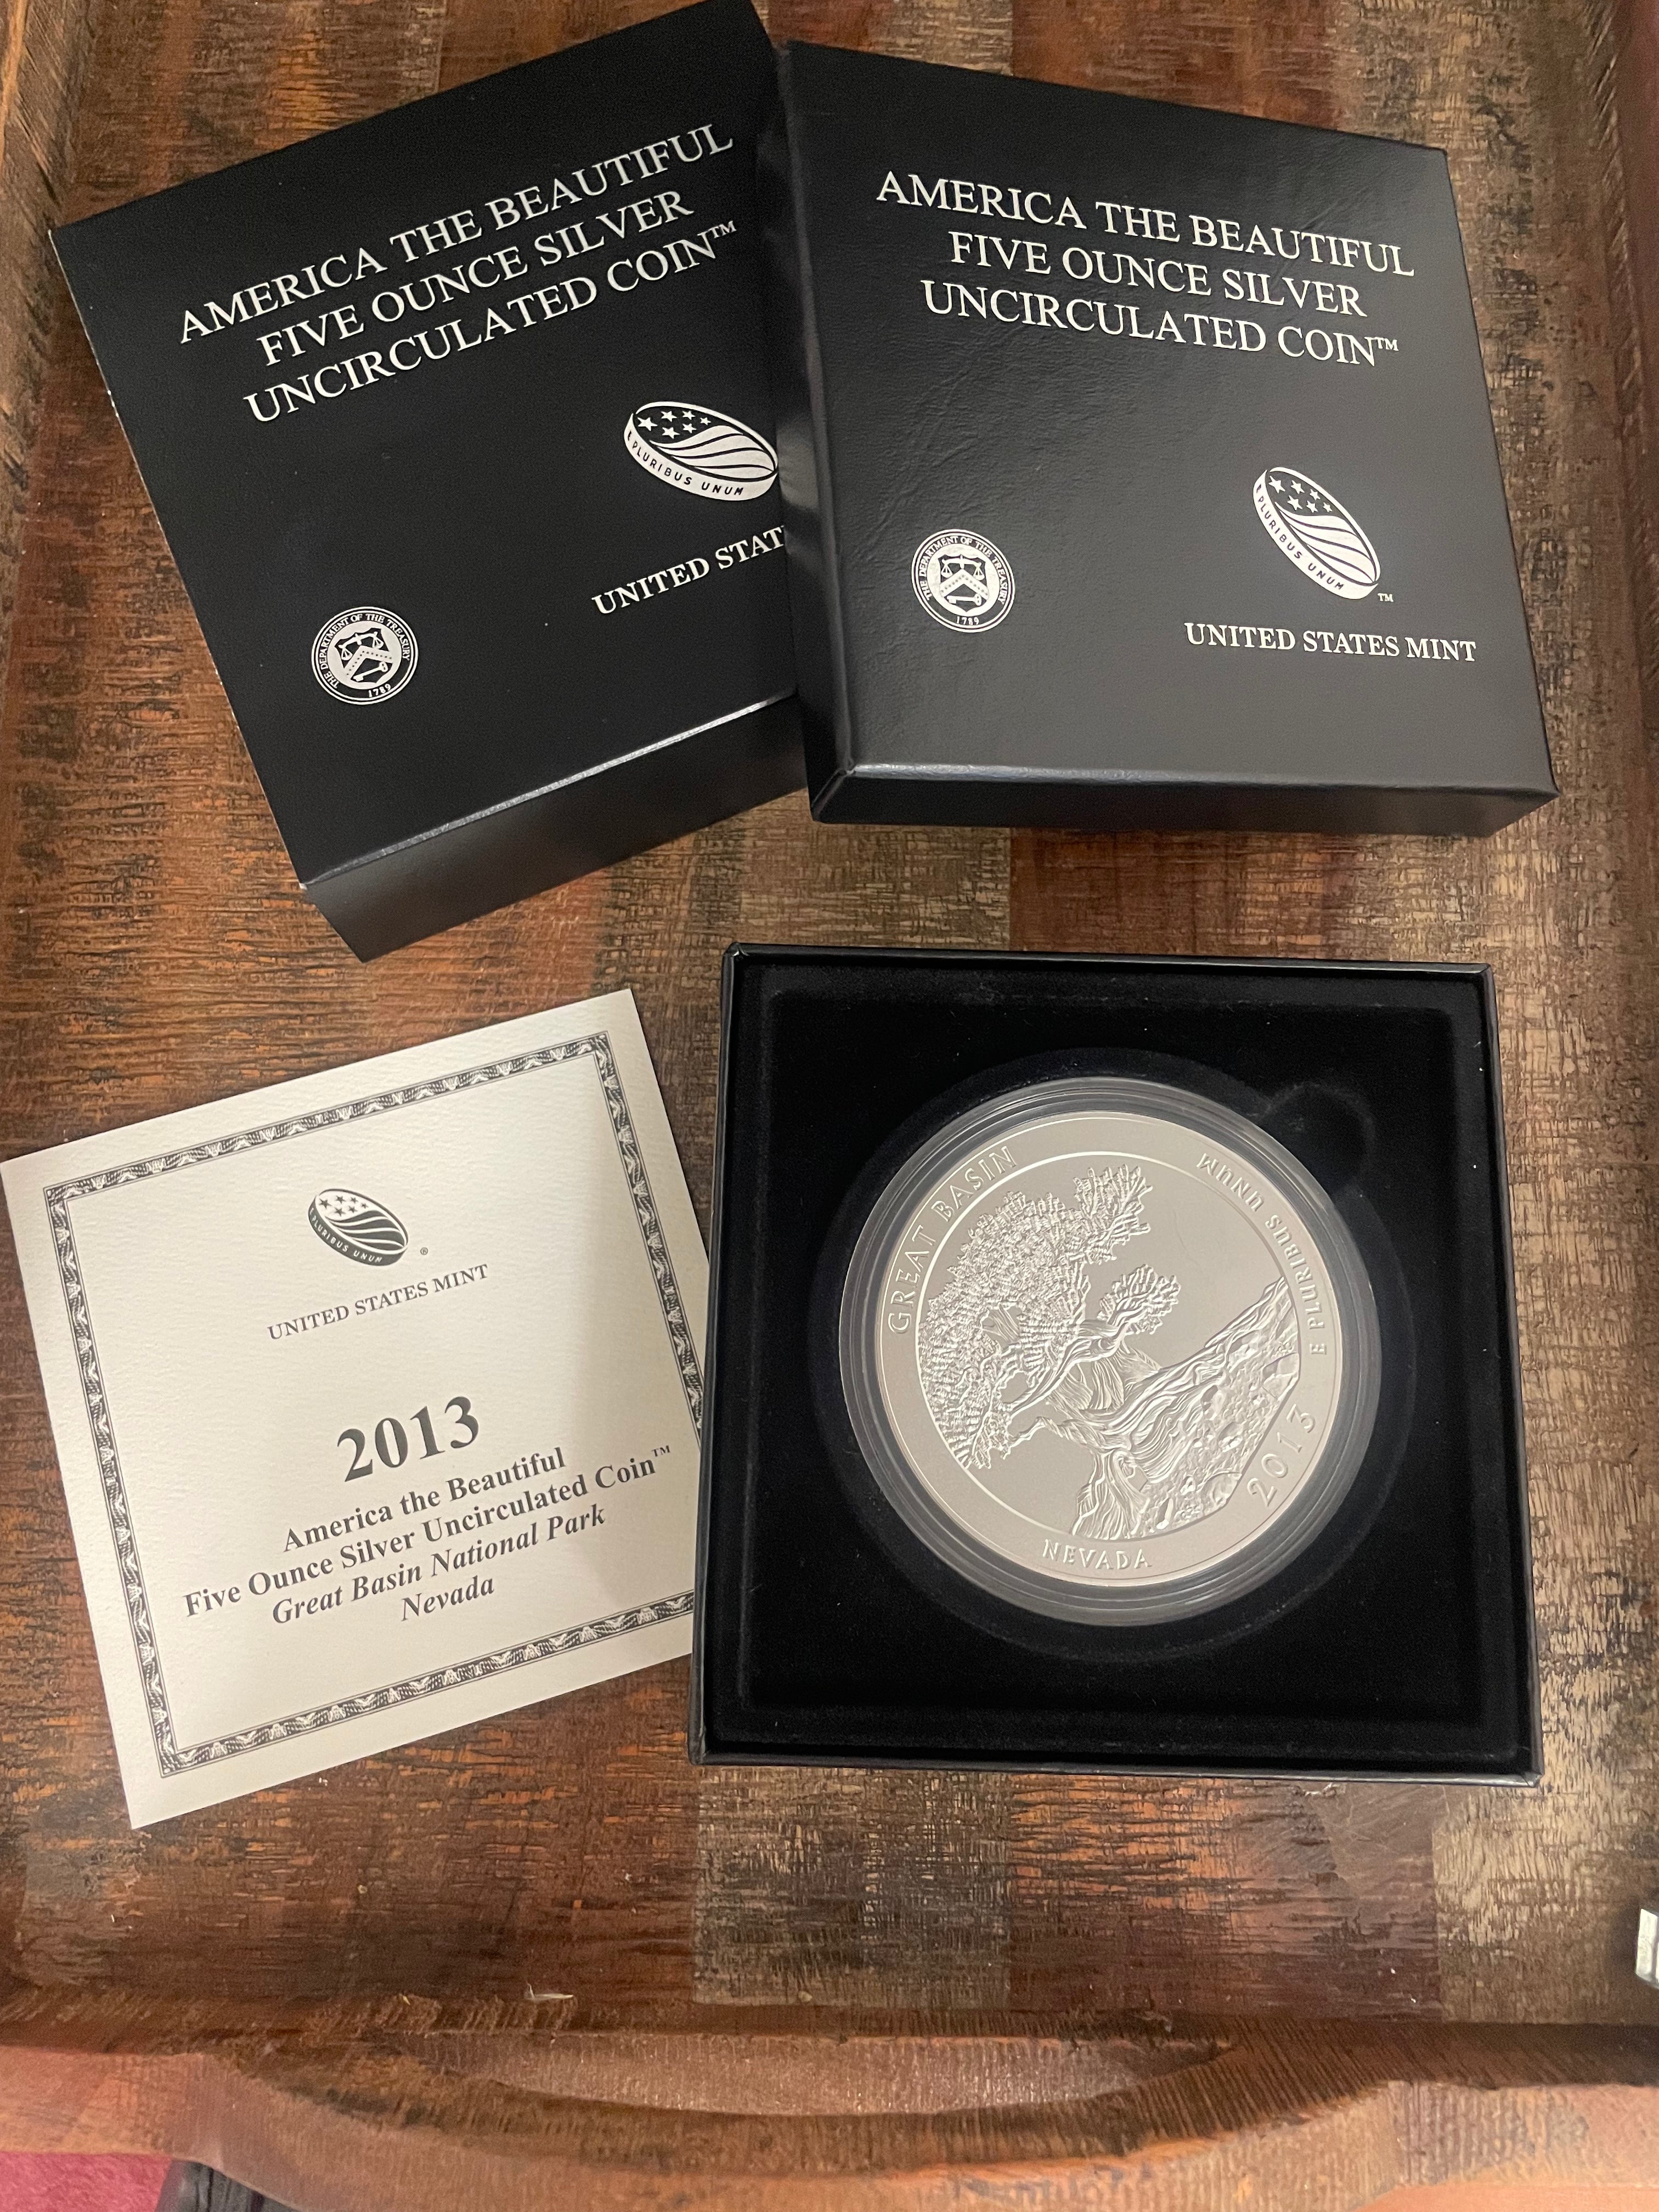 AMERICA THE BEAUTIFUL
FIVE OUNCE SILVER
UNCIRCULATED COIN™
E PLURIBUS UNUM
UNITED STAT
THE DEPARTMENT OF THE TREASURY
1789
AMERICA THE BEAUTIFUL
FIVE OUNCE SILVER
UNCIRCULATED COIN™
E PLURIBUS UNUM
™
UNITED STATES MINT
THE DEPARTMENT OF THE TREASURY
1789
E PLURIBUS UNUM
®
UNITED STATES MINT
2013
America the Beautiful
Five Ounce Silver Uncirculated Coin™
Great Basin National Park
Nevada
GREAT BASIN
E PLURIBUS UNUM
2013
NEVADA